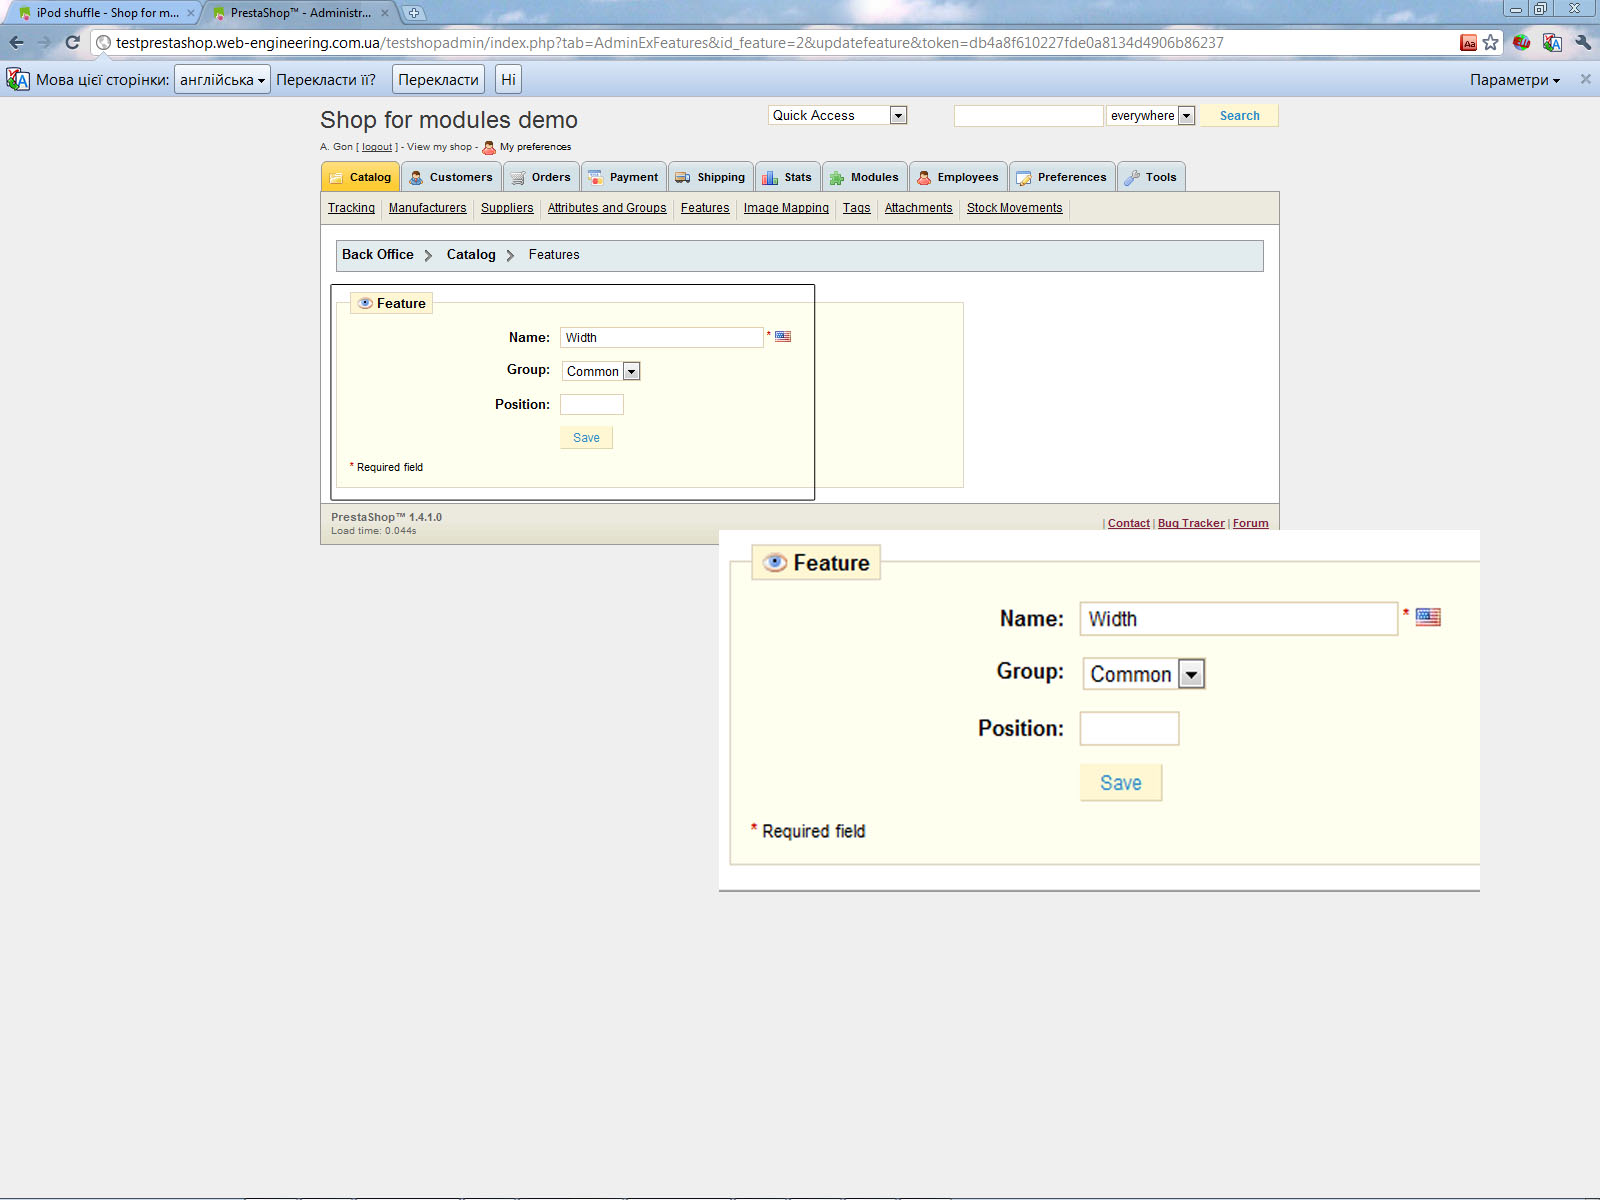 iPod shuffle - Shop for m...
PrestaShop™ - Administr...
testprestashop.web-engineering.com.ua/testshopadmin/index.php?tab=AdminExFeatures&id_feature=2&updatefeature&token=db4a8f610227fde0a8134d4906b86237
Мова цієї сторінки: англійська Перекласти її? Перекласти Ні Параметри
Shop for modules demo
Quick Access
everywhere
Search
A. Gon [ logout ] - View my shop - My preferences
Catalog Customers Orders Payment Shipping Stats Modules Employees Preferences Tools
Tracking Manufacturers Suppliers Attributes and Groups Features Image Mapping Tags Attachments Stock Movements
Back Office Catalog Features
Feature
Name: Width *
Group: Common
Position:
Save
* Required field
PrestaShop™ 1.4.1.0
Load time: 0.044s
| Contact | Bug Tracker | Forum
Feature
Name: Width *
Group: Common
Position:
Save
* Required field